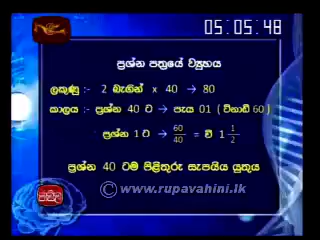 05:05:48
ප්‍රශ්න පත්‍රයේ ව්‍යුහය
ලකුණු :- 2 බැගින් x 40 → 80
කාලය :- ප්‍රශ්න 40 ට → පැය 01 ( විනාඩි 60 )
ප්‍රශ්න 1 ට → 60/40 = වි 1 1/2
ප්‍රශ්න 40 ටම පිළිතුරු සැපයිය යුතුය
©www.rupavahini.lk